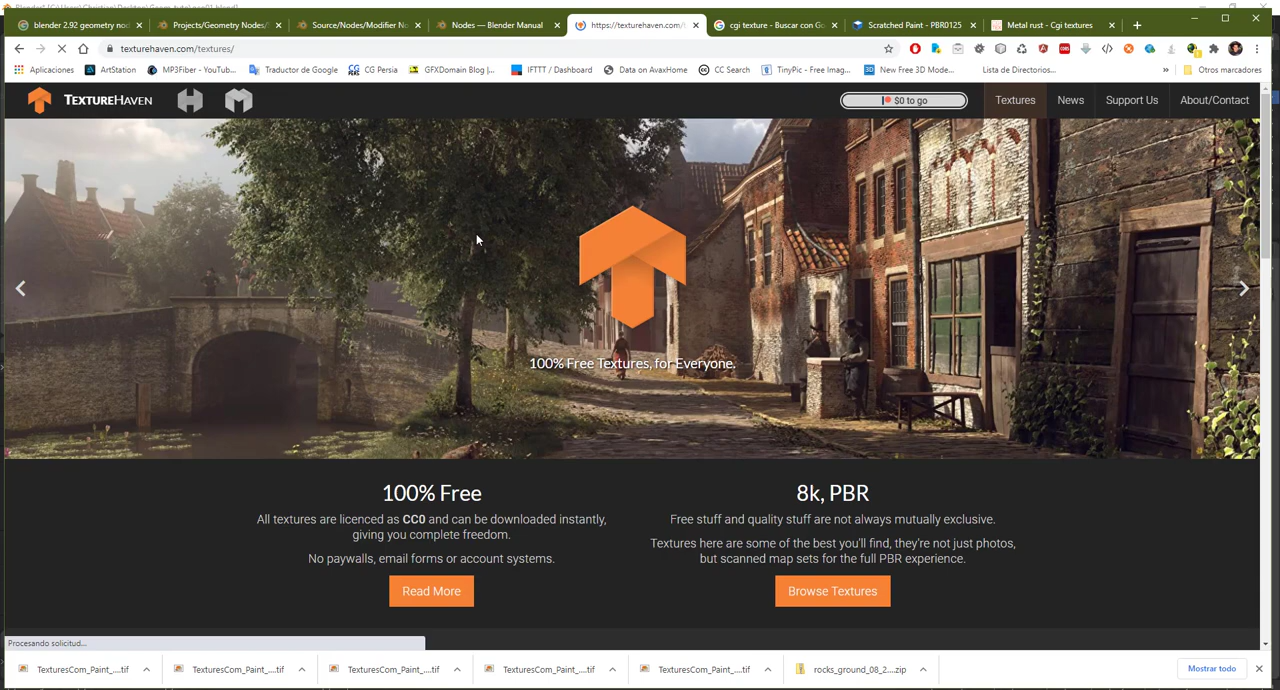 blender 2.92 geometry nod
Projects/Geometry Nodes/
Source/Nodes/Modifier No
Nodes — Blender Manual
https://texturehaven.com/t
cgi texture - Buscar con Go
Scratched Paint - PBR0125
Metal rust - Cgi textures
texturehaven.com/textures/
Aplicaciones
ArtStation
MP3Fiber - YouTub...
Traductor de Google
CG Persia
GFXDomain Blog |...
IFTTT / Dashboard
Data on AvaxHome
CC Search
TinyPic - Free Imag...
New Free 3D Mode...
Lista de Directorios...
»
Otros marcadores
TEXTUREHAVEN
$0 to go
Textures
News
Support Us
About/Contact
100% Free Textures, for Everyone.
100% Free
All textures are licenced as CC0 and can be downloaded instantly,
giving you complete freedom.
No paywalls, email forms or account systems.
Read More
8k, PBR
Free stuff and quality stuff are not always mutually exclusive.
Textures here are some of the best you'll find, they're not just photos,
but scanned map sets for the full PBR experience.
Browse Textures
Procesando solicitud...
TexturesCom_Paint_....tif
TexturesCom_Paint_....tif
TexturesCom_Paint_....tif
TexturesCom_Paint_....tif
TexturesCom_Paint_....tif
rocks_ground_08_2....zip
Mostrar todo